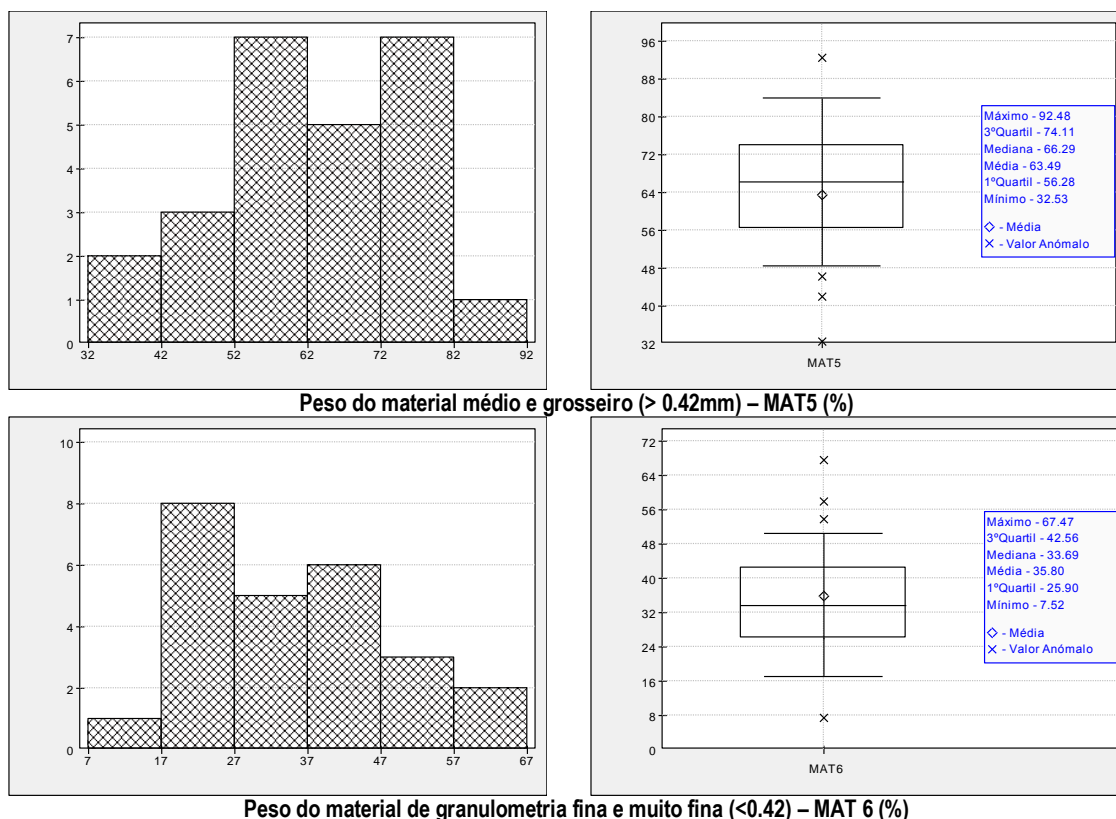 7
6
5
4
3
2
1
0
32 42 52 62 72 82 92
96
88
80
72
64
56
48
40
32
MAT5
Máximo - 92.48
3ºQuartil - 74.11
Mediana - 66.29
Média - 63.49
1ºQuartil - 56.28
Mínimo - 32.53
- Média
- Valor Anómalo
Peso do material médio e grosseiro (> 0.42mm) – MAT5 (%)
10
8
6
4
2
0
7 17 27 37 47 57 67
72
64
56
48
40
32
24
16
8
0
MAT6
Máximo - 67.47
3ºQuartil - 42.56
Mediana - 33.69
Média - 35.80
1ºQuartil - 25.90
Mínimo - 7.52
- Média
- Valor Anómalo
Peso do material de granulometria fina e muito fina (<0.42) – MAT 6 (%)